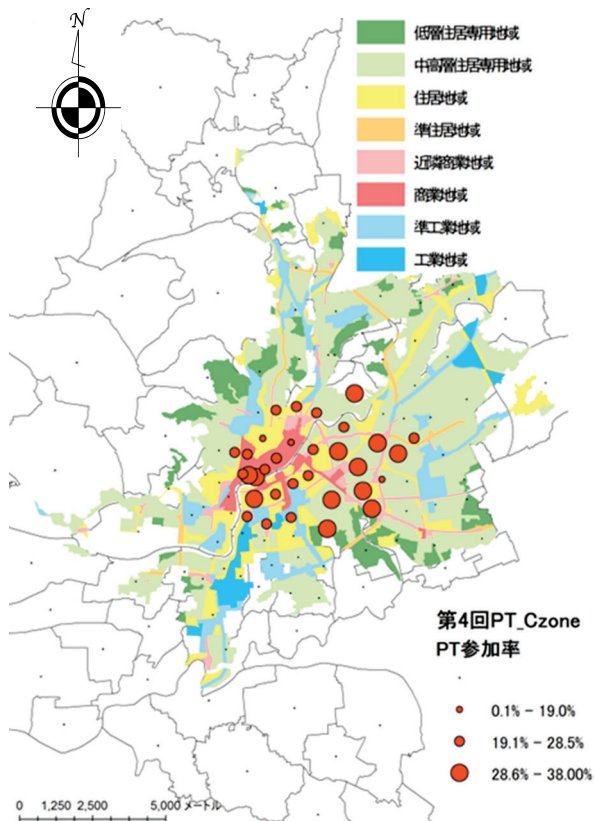 N
低層住居専用地域
中高層住居専用地域
住居地域
準住居地域
近隣商業地域
商業地域
準工業地域
工業地域
第4回PT_Czone
PT参加率
0.1% - 19.0%
19.1% - 28.5%
28.6% - 38.00%
0 1,250 2,500 5,000 メートル